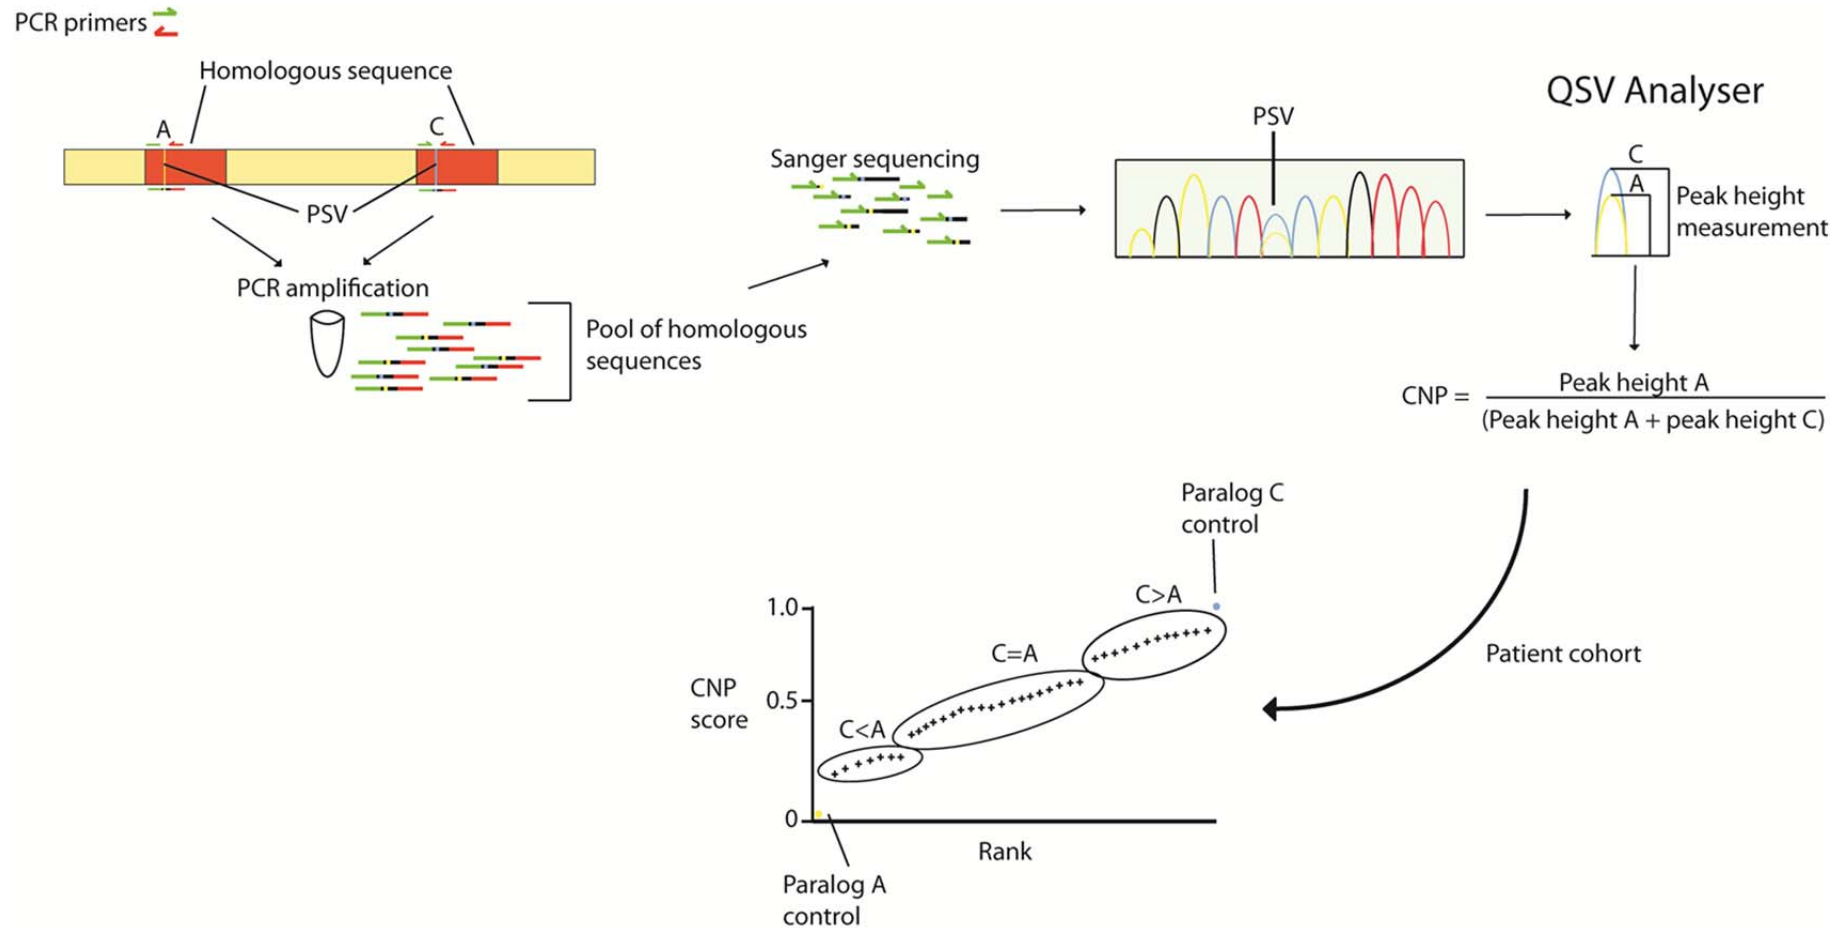 PCR primers
Homologous sequence
A
C
PSV
PCR amplification
Pool of homologous
sequences
Sanger sequencing
PSV
QSV Analyser
C
A
Peak height
measurement
CNP =
Peak height A
(Peak height A + peak height C)
Patient cohort
Paralog C
control
C>A
C=A
C<A
1.0
0.5
0
CNP
score
Rank
Paralog A
control